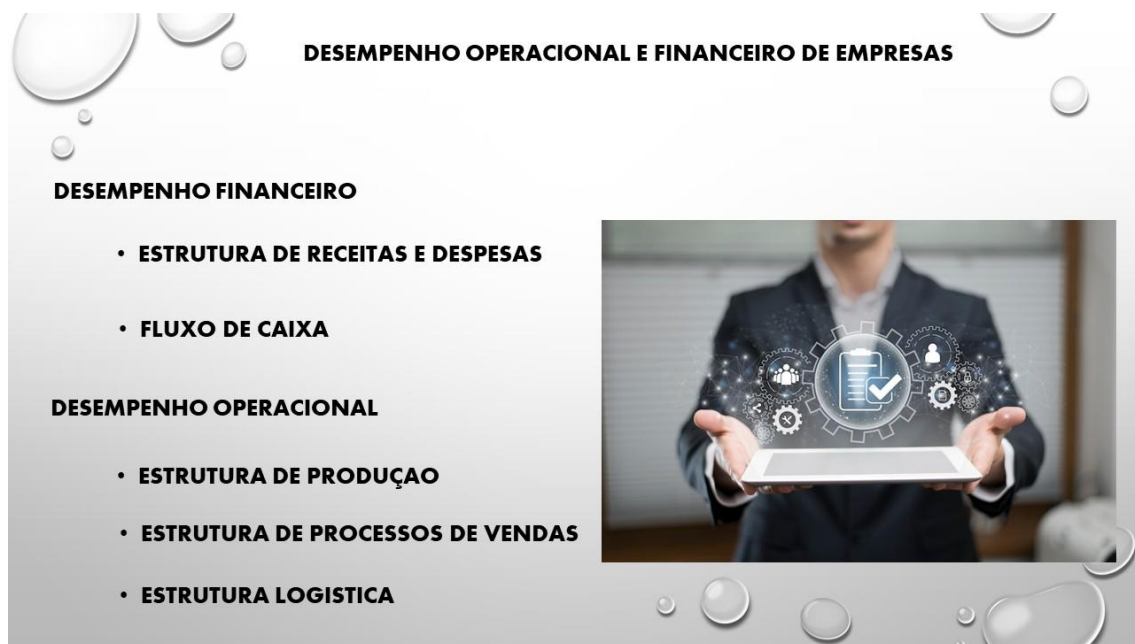 DESEMPENHO OPERACIONAL E FINANCEIRO DE EMPRESAS
DESEMPENHO FINANCEIRO
• ESTRUTURA DE RECEITAS E DESPESAS
• FLUXO DE CAIXA
DESEMPENHO OPERACIONAL
• ESTRUTURA DE PRODUÇAO
• ESTRUTURA DE PROCESSOS DE VENDAS
• ESTRUTURA LOGISTICA